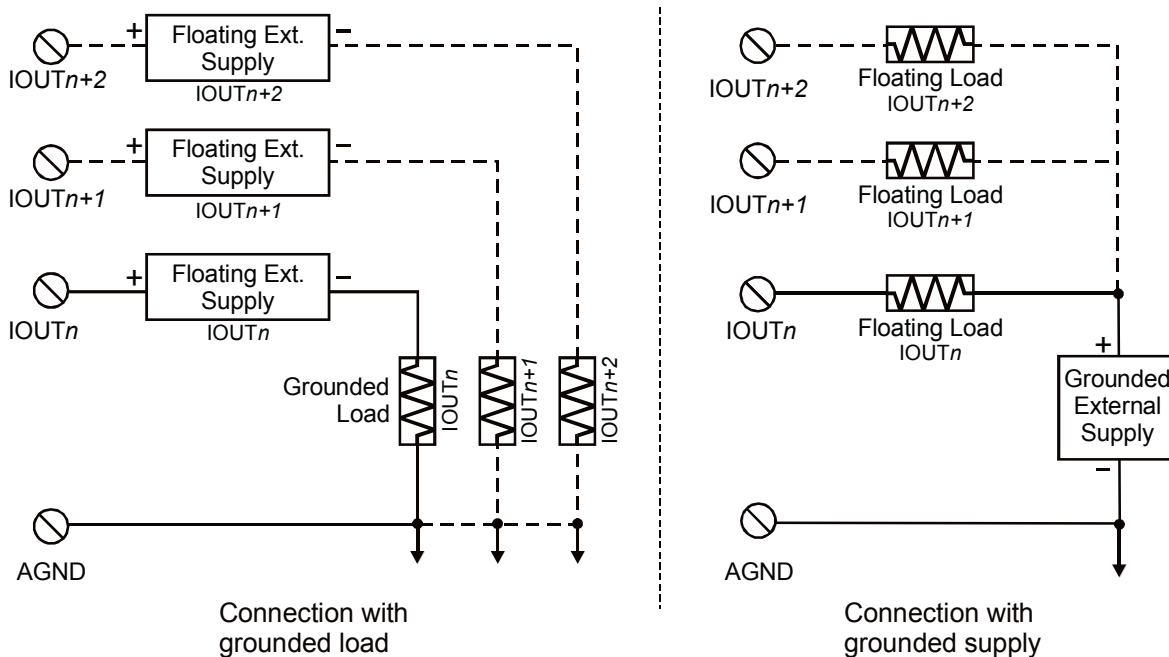 +
Floating Ext.
Supply
−
IOUTn+2
IOUTn+2
+
Floating Ext.
Supply
−
IOUTn+1
IOUTn+1
+
Floating Ext.
Supply
−
IOUTn
IOUTn
Grounded
Load
IOUTn
IOUTn+1
IOUTn+2
AGND
Connection with
grounded load
IOUTn+2
Floating Load
IOUTn+2
IOUTn+1
Floating Load
IOUTn+1
IOUTn
Floating Load
IOUTn
+
Grounded
External
Supply
−
AGND
Connection with
grounded supply